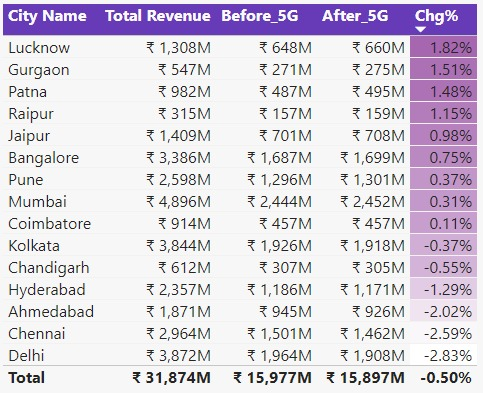 City Name Total Revenue Before_5G After_5G Chg%
Lucknow ₹ 1,308M ₹ 648M ₹ 660M 1.82%
Gurgaon ₹ 547M ₹ 271M ₹ 275M 1.51%
Patna ₹ 982M ₹ 487M ₹ 495M 1.48%
Raipur ₹ 315M ₹ 157M ₹ 159M 1.15%
Jaipur ₹ 1,409M ₹ 701M ₹ 708M 0.98%
Bangalore ₹ 3,386M ₹ 1,687M ₹ 1,699M 0.75%
Pune ₹ 2,598M ₹ 1,296M ₹ 1,301M 0.37%
Mumbai ₹ 4,896M ₹ 2,444M ₹ 2,452M 0.31%
Coimbatore ₹ 914M ₹ 457M ₹ 457M 0.11%
Kolkata ₹ 3,844M ₹ 1,926M ₹ 1,918M -0.37%
Chandigarh ₹ 612M ₹ 307M ₹ 305M -0.55%
Hyderabad ₹ 2,357M ₹ 1,186M ₹ 1,171M -1.29%
Ahmedabad ₹ 1,871M ₹ 945M ₹ 926M -2.02%
Chennai ₹ 2,964M ₹ 1,501M ₹ 1,462M -2.59%
Delhi ₹ 3,872M ₹ 1,964M ₹ 1,908M -2.83%
Total ₹ 31,874M ₹ 15,977M ₹ 15,897M -0.50%